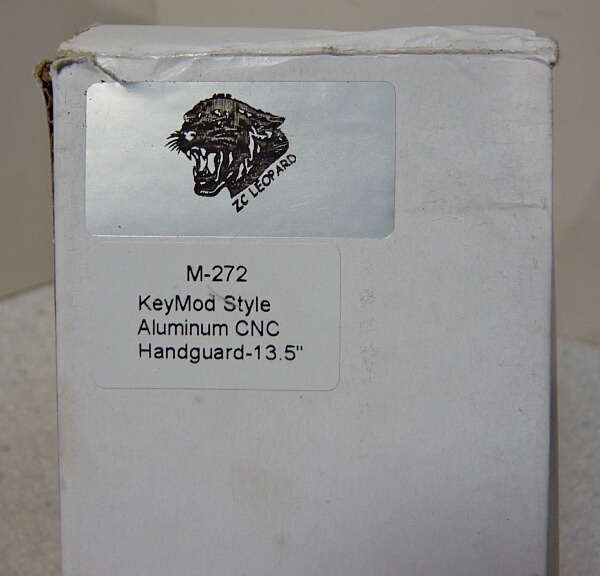 ZC LEOPARD
M-272
KeyMod Style
Aluminum CNC
Handguard-13.5"